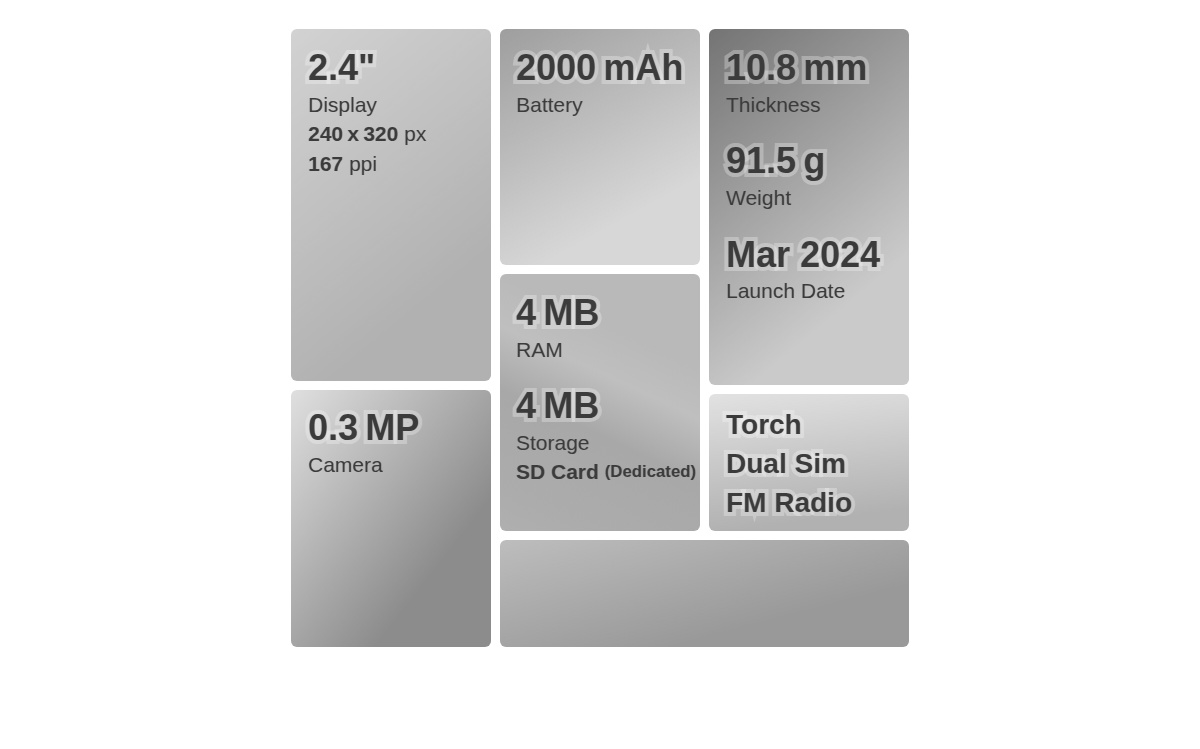 2.4"
Display
240 x 320 px
167 ppi
2000 mAh
Battery
10.8 mm
Thickness
91.5 g
Weight
Mar 2024
Launch Date
4 MB
RAM
4 MB
Storage
SD Card (Dedicated)
0.3 MP
Camera
Torch
Dual Sim
FM Radio